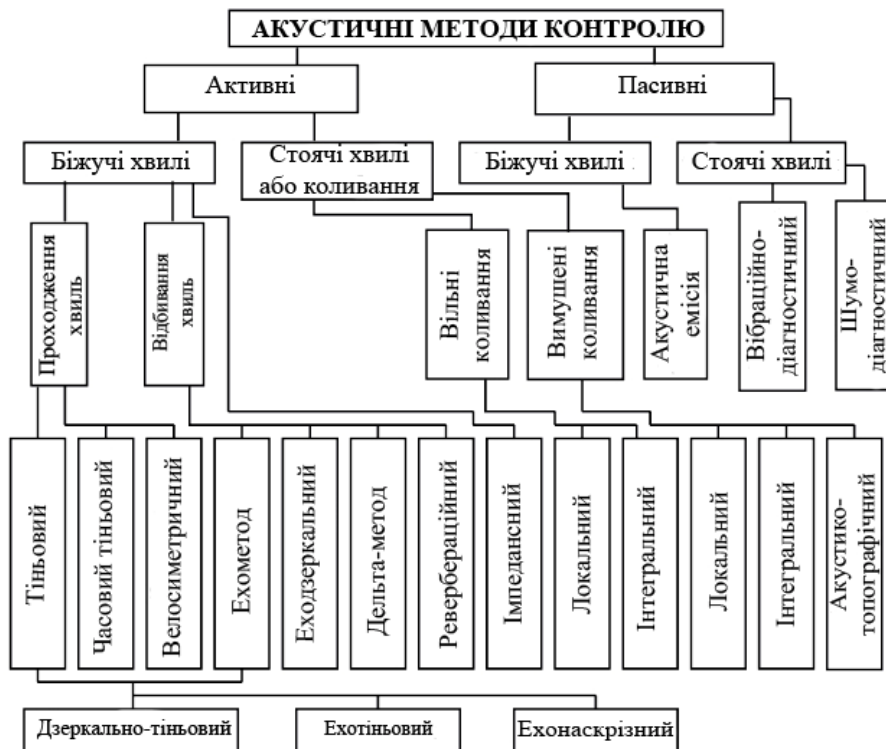 АКУСТИЧНІ МЕТОДИ КОНТРОЛЮ
Активні
Пасивні
Біжучі хвилі
Стоячі хвилі
або коливання
Біжучі хвилі
Стоячі хвилі
Проходження
хвиль
Відбивання
хвиль
Вільні
коливання
Вимушені
коливання
Акустична
емісія
Вібраційно-
діагностичний
Шумо-
діагностичний
Тіньовий
Часовий тіньовий
Велосиметричний
Ехометод
Еходзеркальний
Дельта-метод
Ревербераційний
Імпедансний
Локальний
Інтегральний
Локальний
Інтегральний
Акустико-
топографічний
Дзеркально-тіньовий
Ехотіньовий
Ехонаскрізний